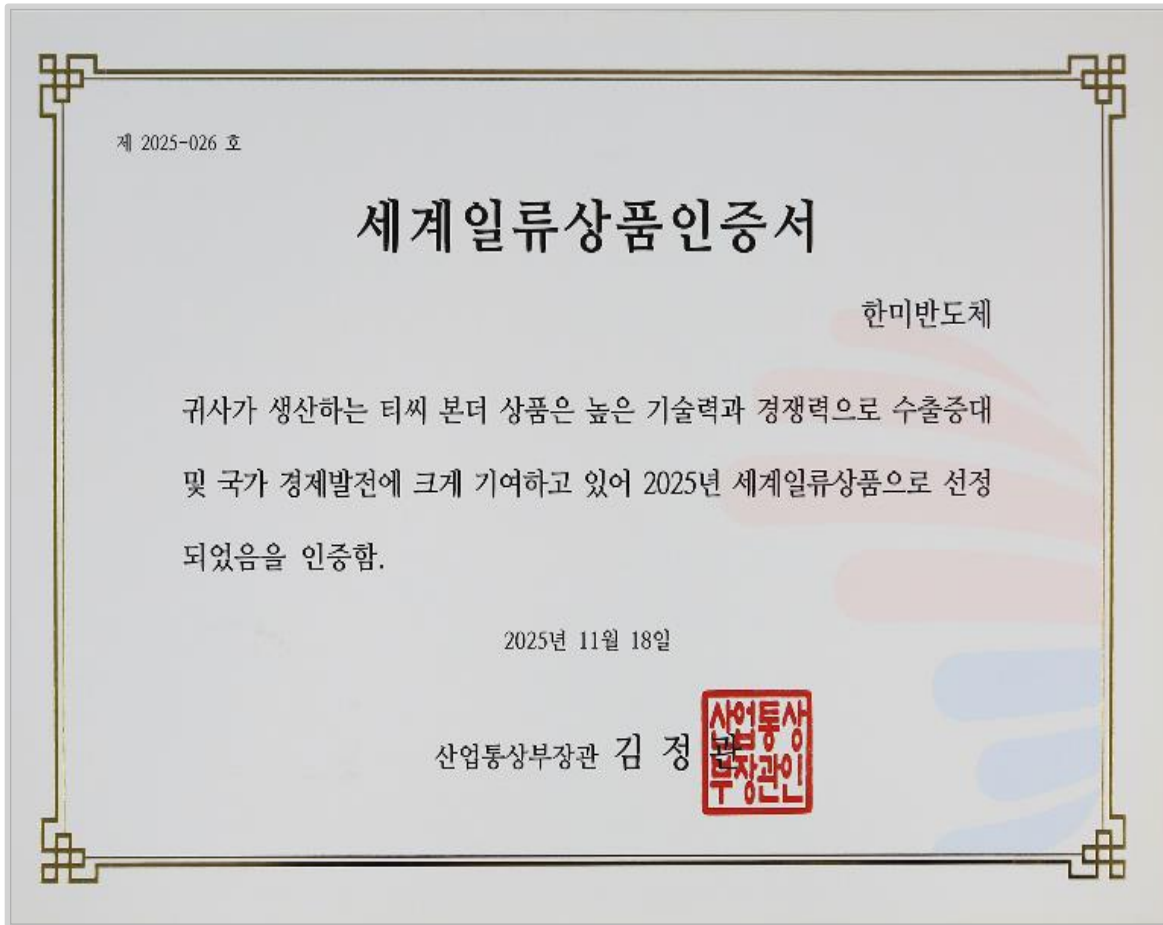 제 2025-026 호
세계일류상품인증서
한미반도체
귀사가 생산하는 티씨 본더 상품은 높은 기술력과 경쟁력으로 수출증대
및 국가 경제발전에 크게 기여하고 있어 2025년 세계일류상품으로 선정
되었음을 인증함.
2025년 11월 18일
산업통상부장관 김 정 관
산업통상
부장관인